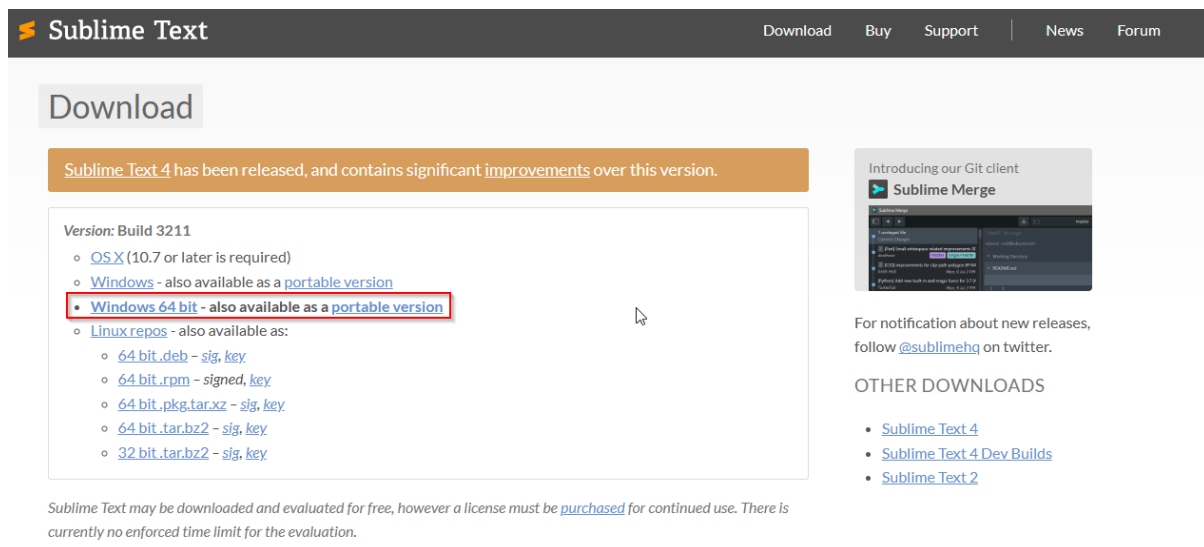 Sublime Text
Download Buy Support News Forum
Download
Sublime Text 4 has been released, and contains significant improvements over this version.
Version: Build 3211
OS X (10.7 or later is required)
Windows - also available as a portable version
Windows 64 bit - also available as a portable version
Linux repos - also available as:
64 bit .deb – sig, key
64 bit .rpm – signed, key
64 bit .pkg.tar.xz – sig, key
64 bit .tar.bz2 – sig, key
32 bit .tar.bz2 – sig, key
Sublime Text may be downloaded and evaluated for free, however a license must be purchased for continued use. There is
currently no enforced time limit for the evaluation.
Introducing our Git client
Sublime Merge
Sublime Merge
master
For notification about new releases,
follow @sublimehq on twitter.
OTHER DOWNLOADS
Sublime Text 4
Sublime Text 4 Dev Builds
Sublime Text 2